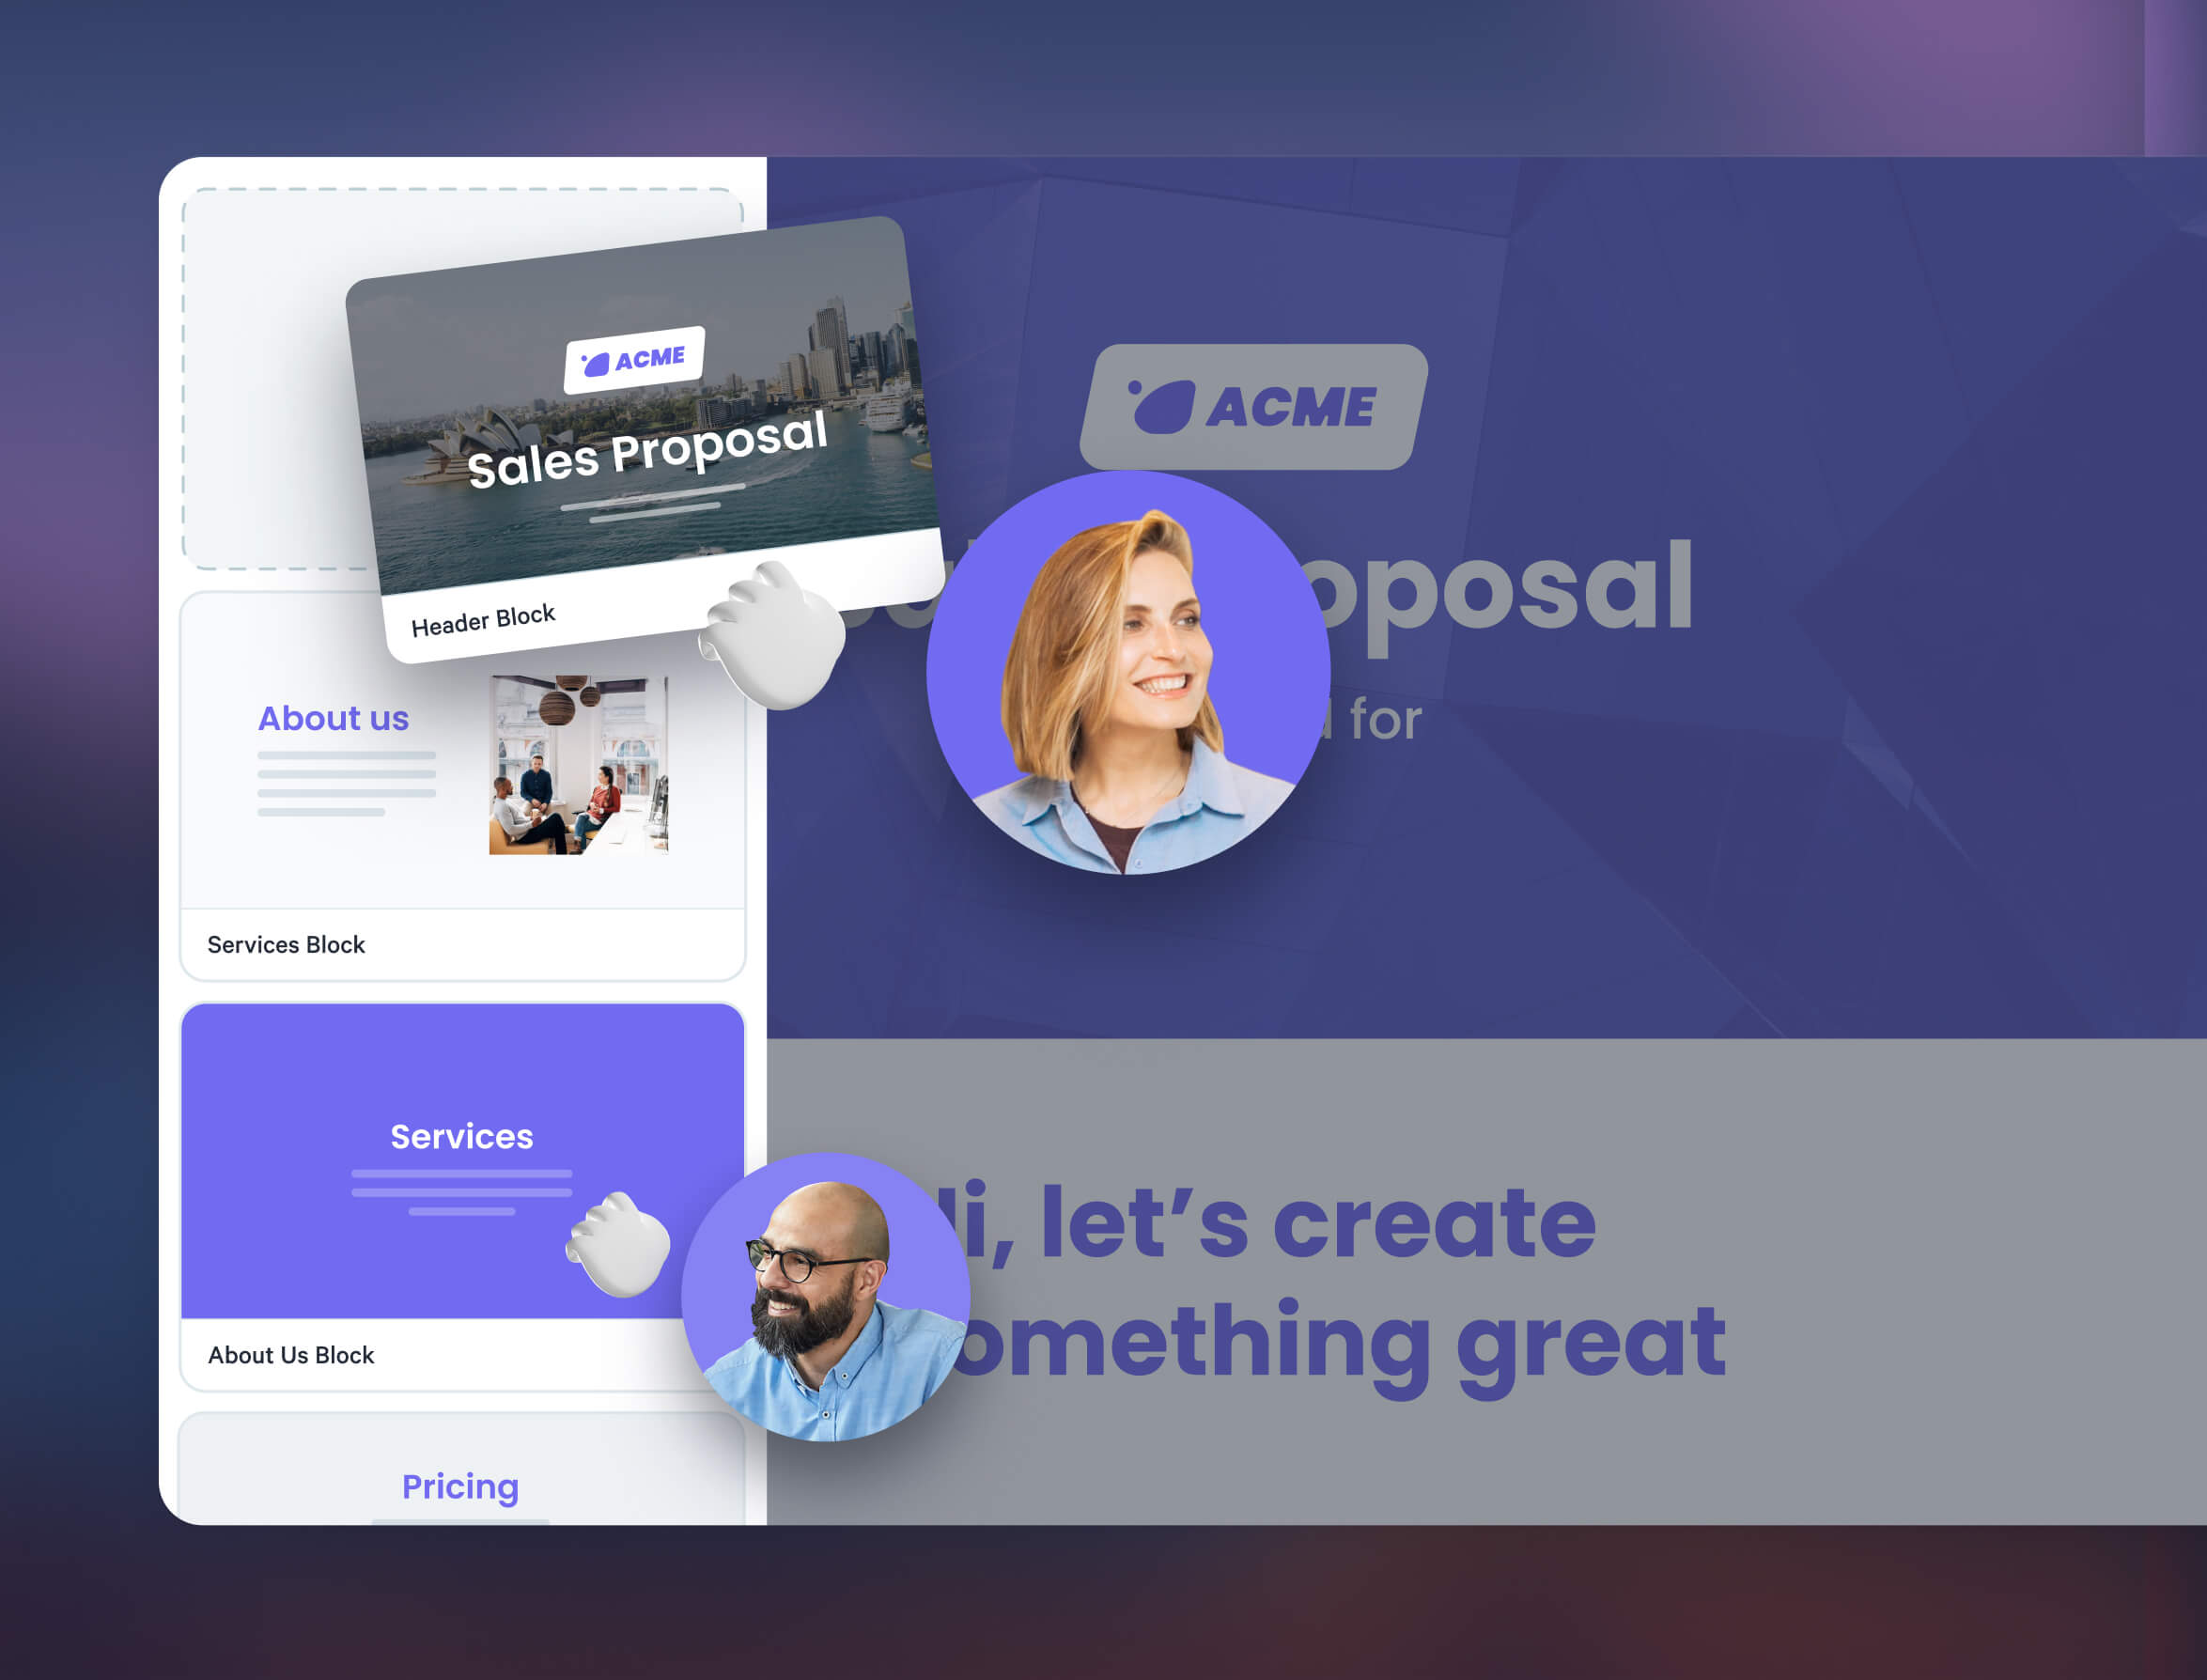 ACME
Sales Proposal
Header Block
About us
Services Block
Services
About Us Block
Pricing
ACME
oposal
for
i, let’s create
omething great